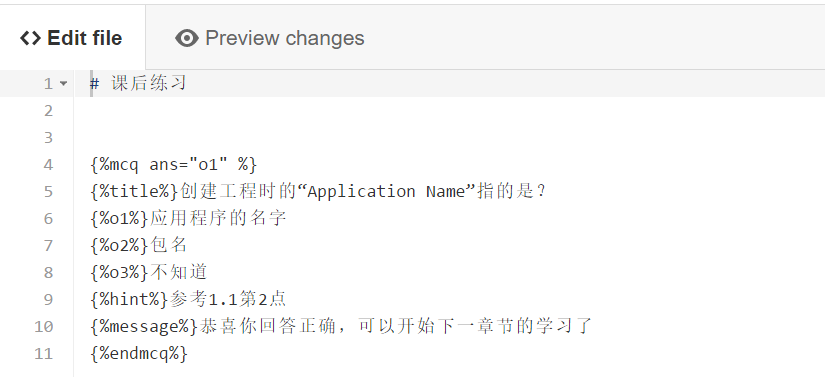 Edit file
Preview changes
1 # 课后练习
2
3
4 {%mcq ans="o1" %}
5 {%title%}创建工程时的“Application Name”指的是?
6 {%o1%}应用程序的名字
7 {%o2%}包名
8 {%o3%}不知道
9 {%hint%}参考1.1第2点
10 {%message%}恭喜你回答正确，可以开始下一章节的学习了
11 {%endmcq%}